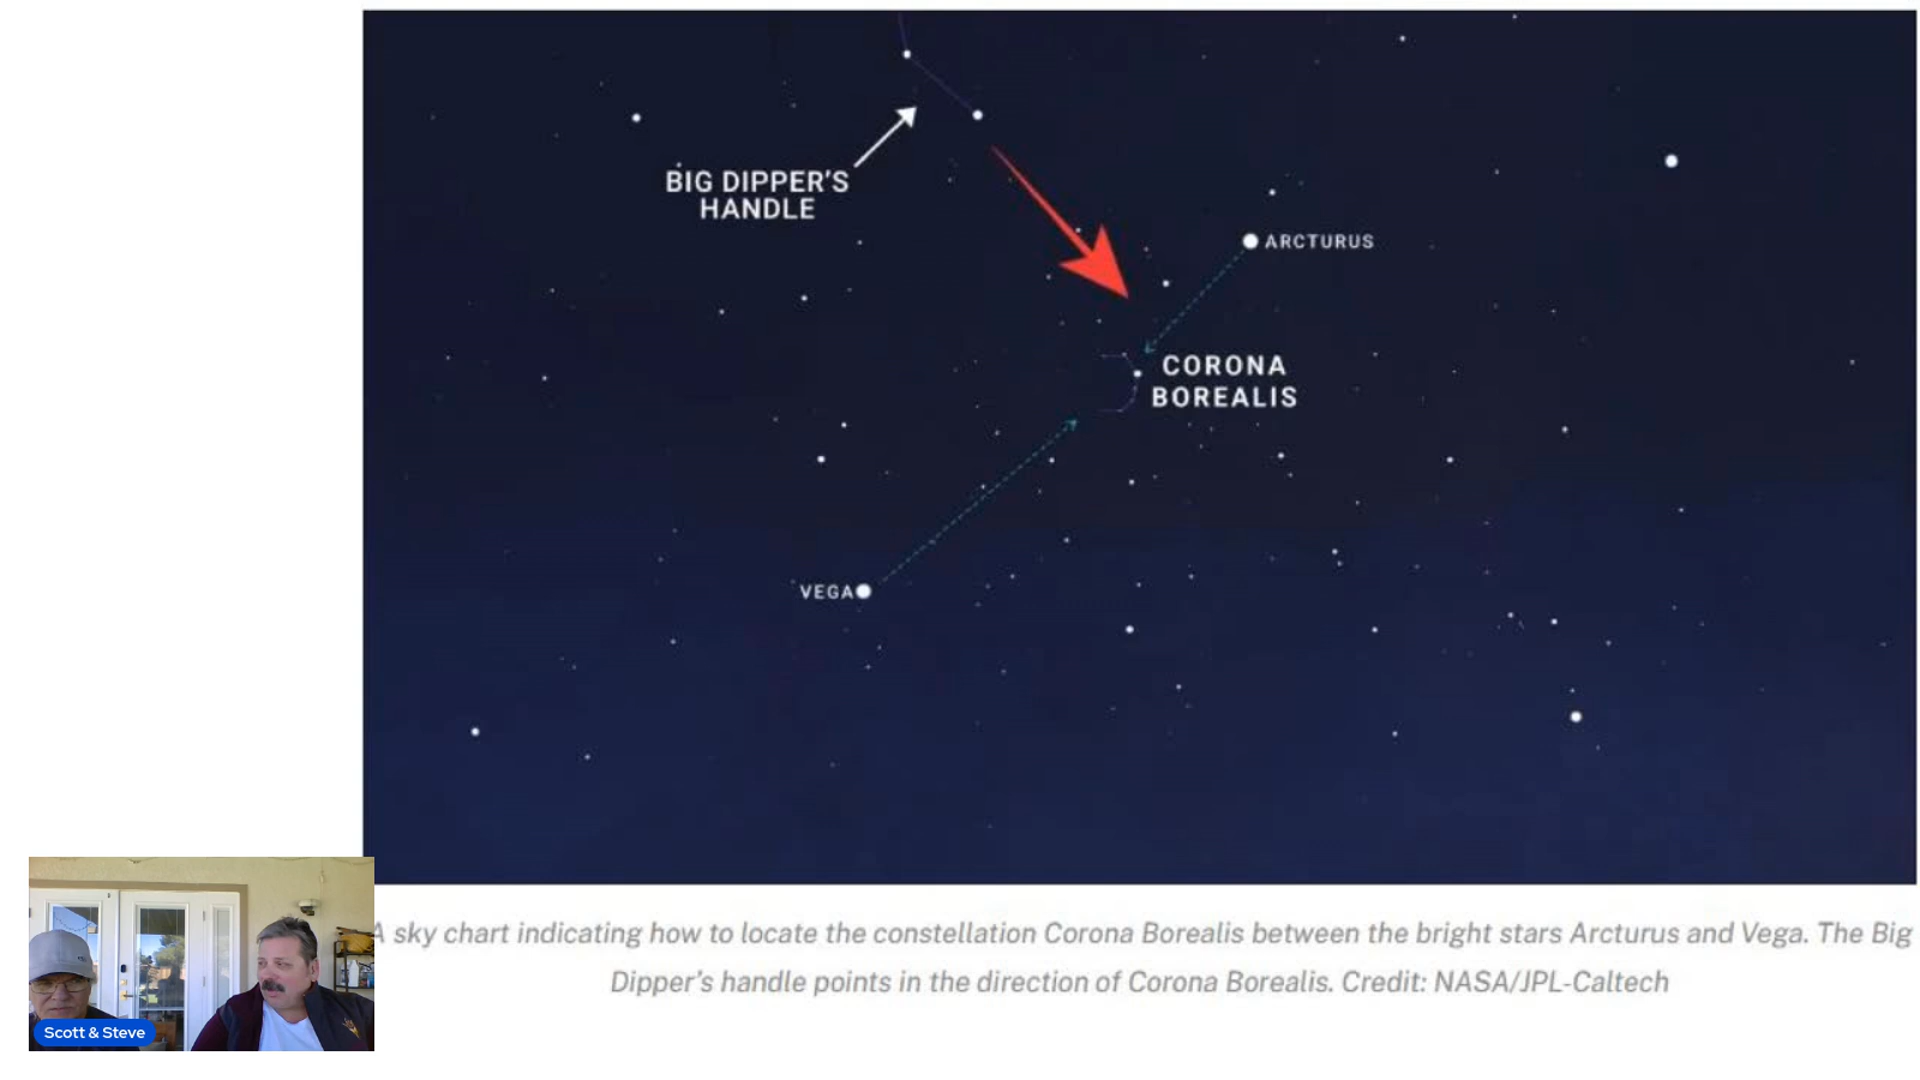 BIG DIPPER'S
HANDLE
ARCTURUS
CORONA
BOREALIS
VEGA
A sky chart indicating how to locate the constellation Corona Borealis between the bright stars Arcturus and Vega. The Big
Dipper's handle points in the direction of Corona Borealis. Credit: NASA/JPL-Caltech
Scott & Steve